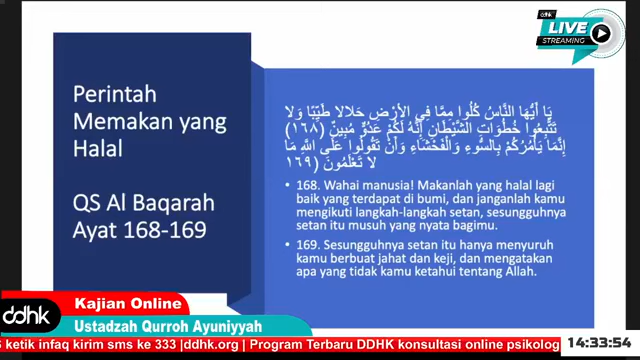 ddhk
LIVE
STREAMING
Perintah
Memakan yang
Halal
QS Al Baqarah
Ayat 168-169
يَا أَيُّهَا النَّاسُ كُلُوا مِمَّا فِي الأَرْضِ حَلالا طَيِّبًا وَلا
تَتَّبِعُوا خُطُوَاتِ الشَّيْطَانِ إِنَّهُ لَكُمْ عَدُوٌّ مُبِينٌ (١٦٨)
إِنَّمَا يَأْمُرُكُمْ بِالسُّوءِ وَالْفَحْشَاءِ وَأَنْ تَقُولُوا عَلَى اللَّهِ مَا
لا تَعْلَمُونَ (١٦٩
• 168. Wahai manusia! Makanlah yang halal lagi
baik yang terdapat di bumi, dan janganlah kamu
mengikuti langkah-langkah setan, sesungguhnya
setan itu musuh yang nyata bagimu.
• 169. Sesungguhnya setan itu hanya menyuruh
kamu berbuat jahat dan keji, dan mengatakan
apa yang tidak kamu ketahui tentang Allah.
ddhk
Kajian Online
Ustadzah Qurroh Ayuniyyah
ketik infaq kirim sms ke 333 |ddhk.org | Program Terbaru DDHK konsultasi online psikolog
14:33:54